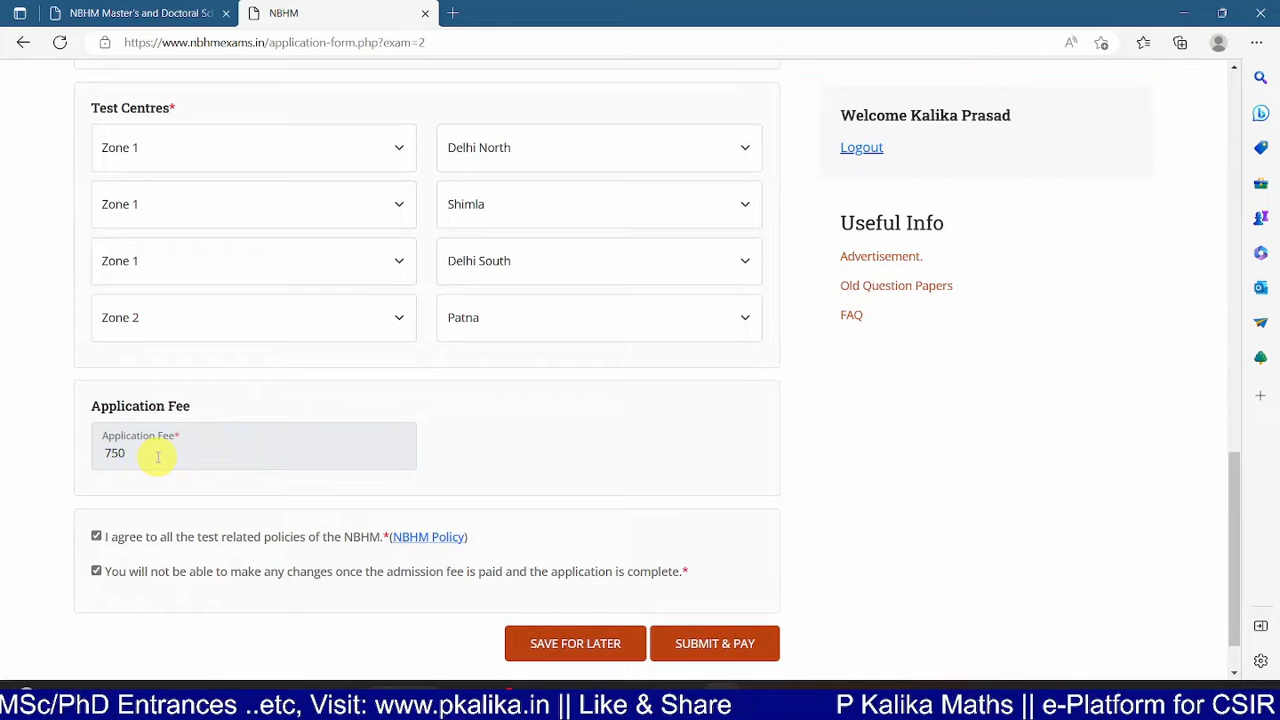 NBHM Master's and Doctoral Sc
NBHM
https://www.nbhmexams.in/application-form.php?exam=2
Test Centres*
Zone 1
Delhi North
Zone 1
Shimla
Zone 1
Delhi South
Zone 2
Patna
Application Fee
Application Fee*
750
I agree to all the test related policies of the NBHM.*(NBHM Policy)
You will not be able to make any changes once the admission fee is paid and the application is complete.*
SAVE FOR LATER
SUBMIT & PAY
Welcome Kalika Prasad
Logout
Useful Info
Advertisement.
Old Question Papers
FAQ
MSc/PhD Entrances ..etc, Visit: www.pkalika.in || Like & Share
P Kalika Maths || e-Platform for CSIR